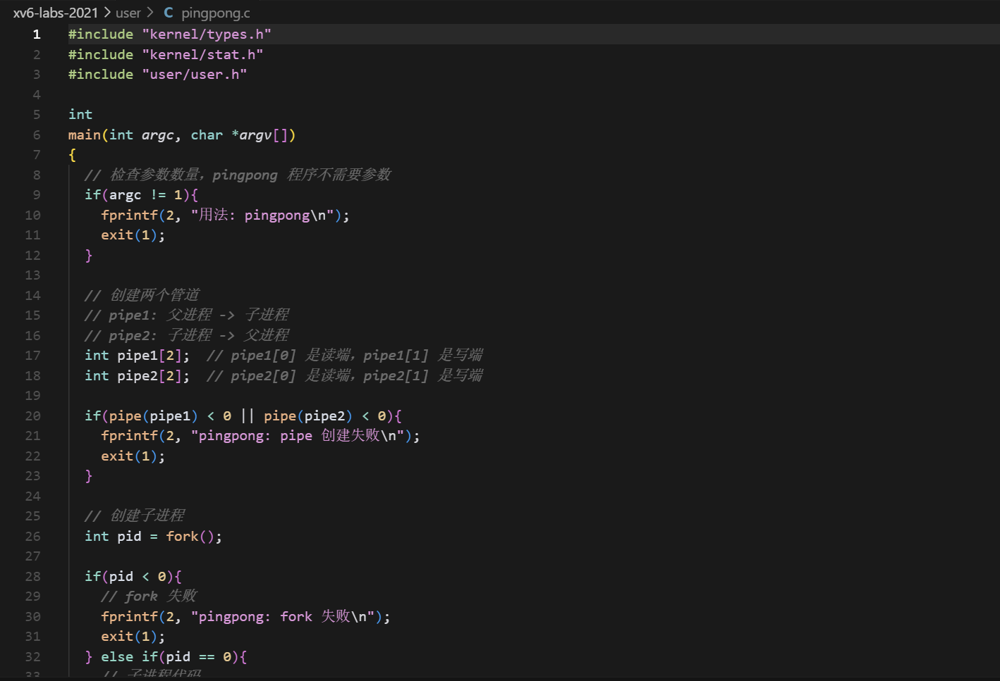 xv6-labs-2021 > user > C pingpong.c
1 #include "kernel/types.h"
2 #include "kernel/stat.h"
3 #include "user/user.h"
4
5 int
6 main(int argc, char *argv[])
7 {
8 // 检查参数数量，pingpong 程序不需要参数
9 if(argc != 1){
10 fprintf(2, "用法: pingpong\n");
11 exit(1);
12 }
13
14 // 创建两个管道
15 // pipe1: 父进程 -> 子进程
16 // pipe2: 子进程 -> 父进程
17 int pipe1[2]; // pipe1[0] 是读端，pipe1[1] 是写端
18 int pipe2[2]; // pipe2[0] 是读端，pipe2[1] 是写端
19
20 if(pipe(pipe1) < 0 || pipe(pipe2) < 0){
21 fprintf(2, "pingpong: pipe 创建失败\n");
22 exit(1);
23 }
24
25 // 创建子进程
26 int pid = fork();
27
28 if(pid < 0){
29 // fork 失败
30 fprintf(2, "pingpong: fork 失败\n");
31 exit(1);
32 } else if(pid == 0){
33 // 子进程代码